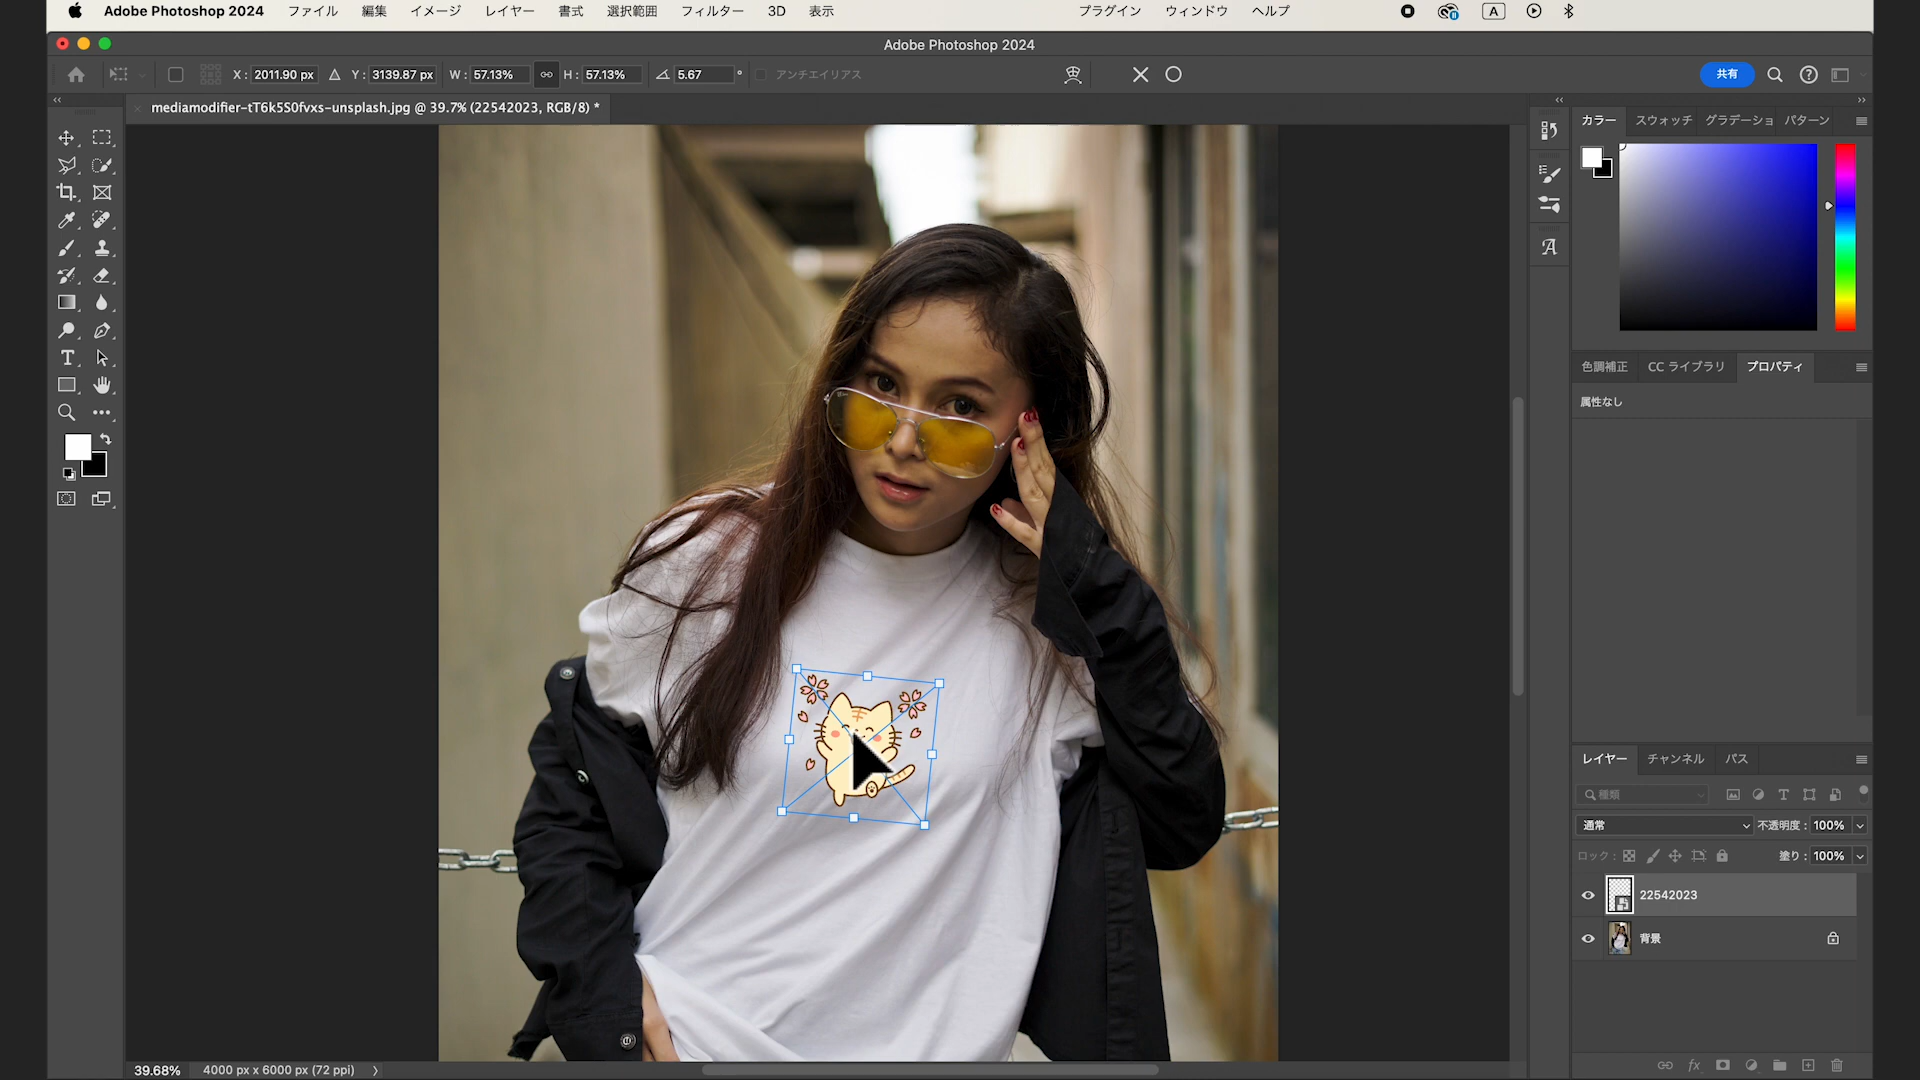 Adobe Photoshop 2024 ファイル 編集 イメージ レイヤー 書式 選択範囲 フィルター 3D 表示 プラグイン ウィンドウ ヘルプ A
Adobe Photoshop 2024
X : 2011.90 px Y : 3139.87 px W : 57.13% H : 57.13% 5.67 ° アンチエイリアス 共有
mediamodifier-tT6k5S0fvxs-unsplash.jpg @ 39.7% (22542023, RGB/8) *
カラー スウォッチ グラデーショ パターン
色調補正 CC ライブラリ プロパティ
属性なし
レイヤー チャンネル パス
種類
通常 不透明度 : 100%
ロック : 塗り : 100%
22542023
背景
39.68% 4000 px x 6000 px (72 ppi)